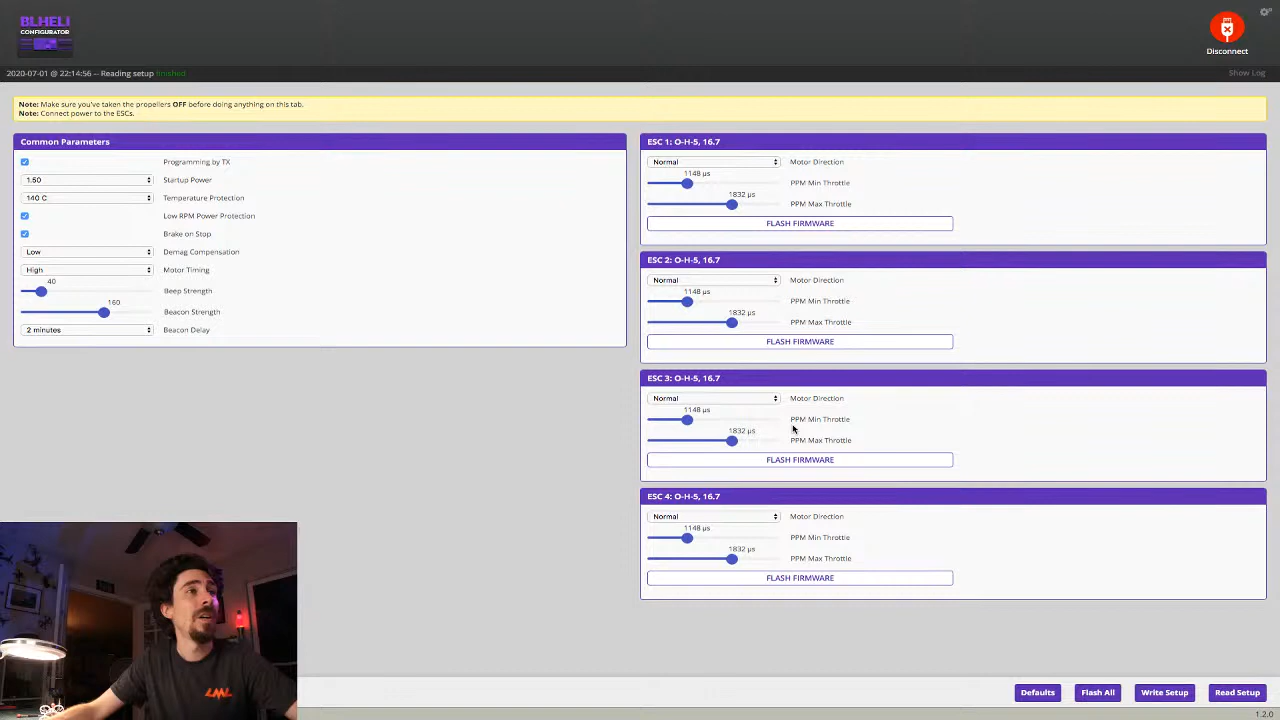 BLHELI
CONFIGURATOR
Disconnect
2020-07-01 @ 22:14:56 -- Reading setup finished
Show Log
Note: Make sure you've taken the propellers OFF before doing anything on this tab.
Note: Connect power to the ESCs.
Common Parameters
Programming by TX
1.50 Startup Power
140 C Temperature Protection
Low RPM Power Protection
Brake on Stop
Low Demag Compensation
High Motor Timing
40
Beep Strength
160
Beacon Strength
2 minutes Beacon Delay
ESC 1: O-H-5, 16.7
Normal Motor Direction
1148 µs
PPM Min Throttle
1832 µs
PPM Max Throttle
FLASH FIRMWARE
ESC 2: O-H-5, 16.7
Normal Motor Direction
1148 µs
PPM Min Throttle
1832 µs
PPM Max Throttle
FLASH FIRMWARE
ESC 3: O-H-5, 16.7
Normal Motor Direction
1148 µs
PPM Min Throttle
1832 µs
PPM Max Throttle
FLASH FIRMWARE
ESC 4: O-H-5, 16.7
Normal Motor Direction
1148 µs
PPM Min Throttle
1832 µs
PPM Max Throttle
FLASH FIRMWARE
Defaults Flash All Write Setup Read Setup
1.2.0